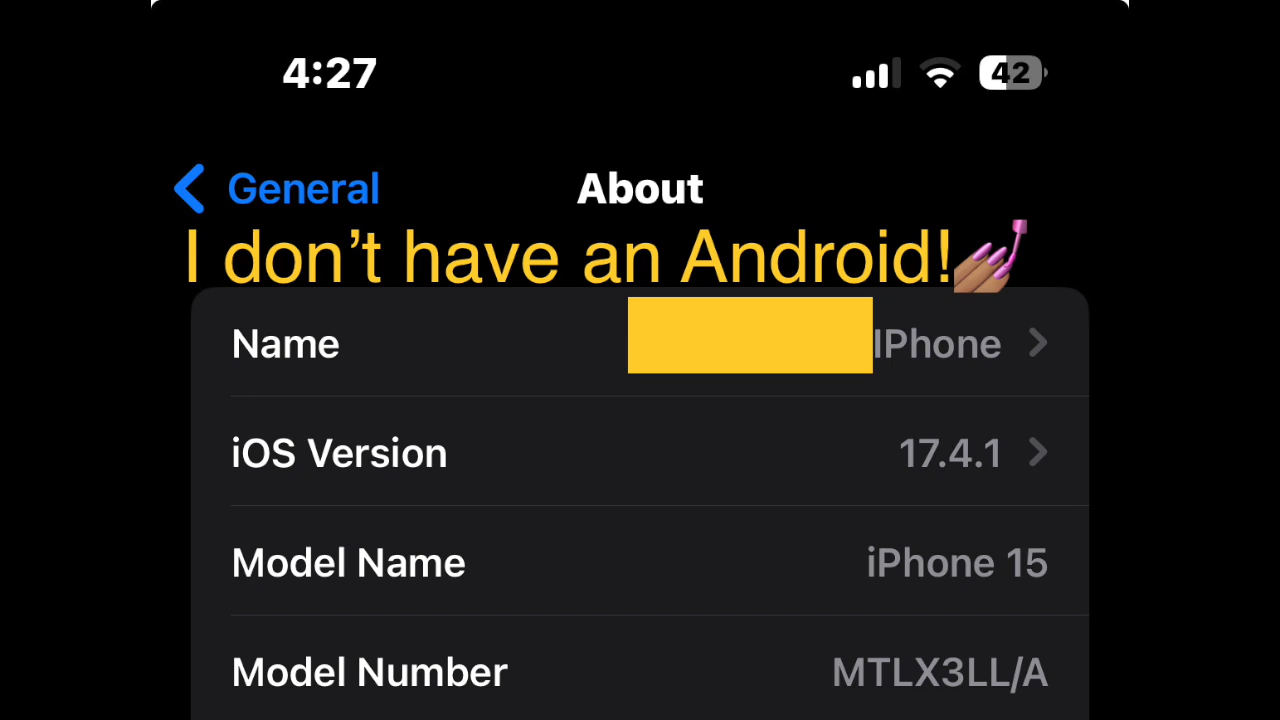 4:27 42
General About
I don’t have an Android!💅🏽
Name IPhone
iOS Version 17.4.1
Model Name iPhone 15
Model Number MTLX3LL/A